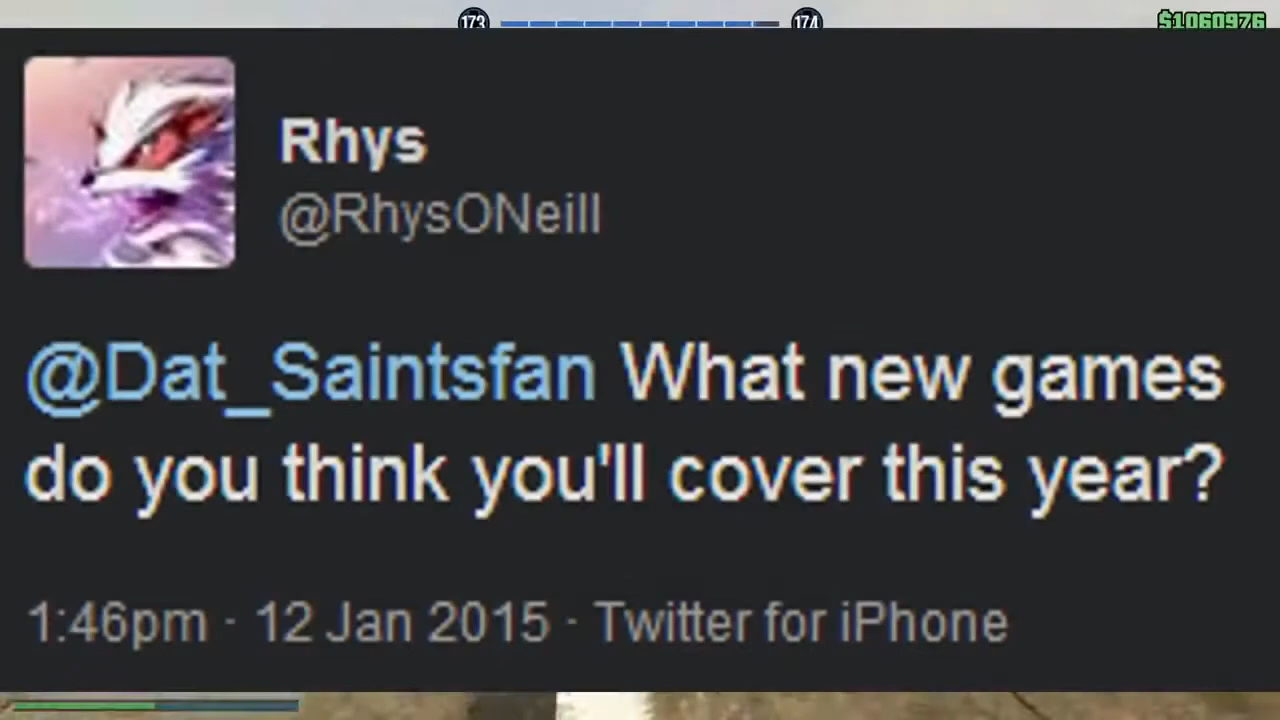 173 174 $1060976
Rhys
@RhysONeill
@Dat_Saintsfan What new games
do you think you'll cover this year?
1:46pm · 12 Jan 2015 · Twitter for iPhone